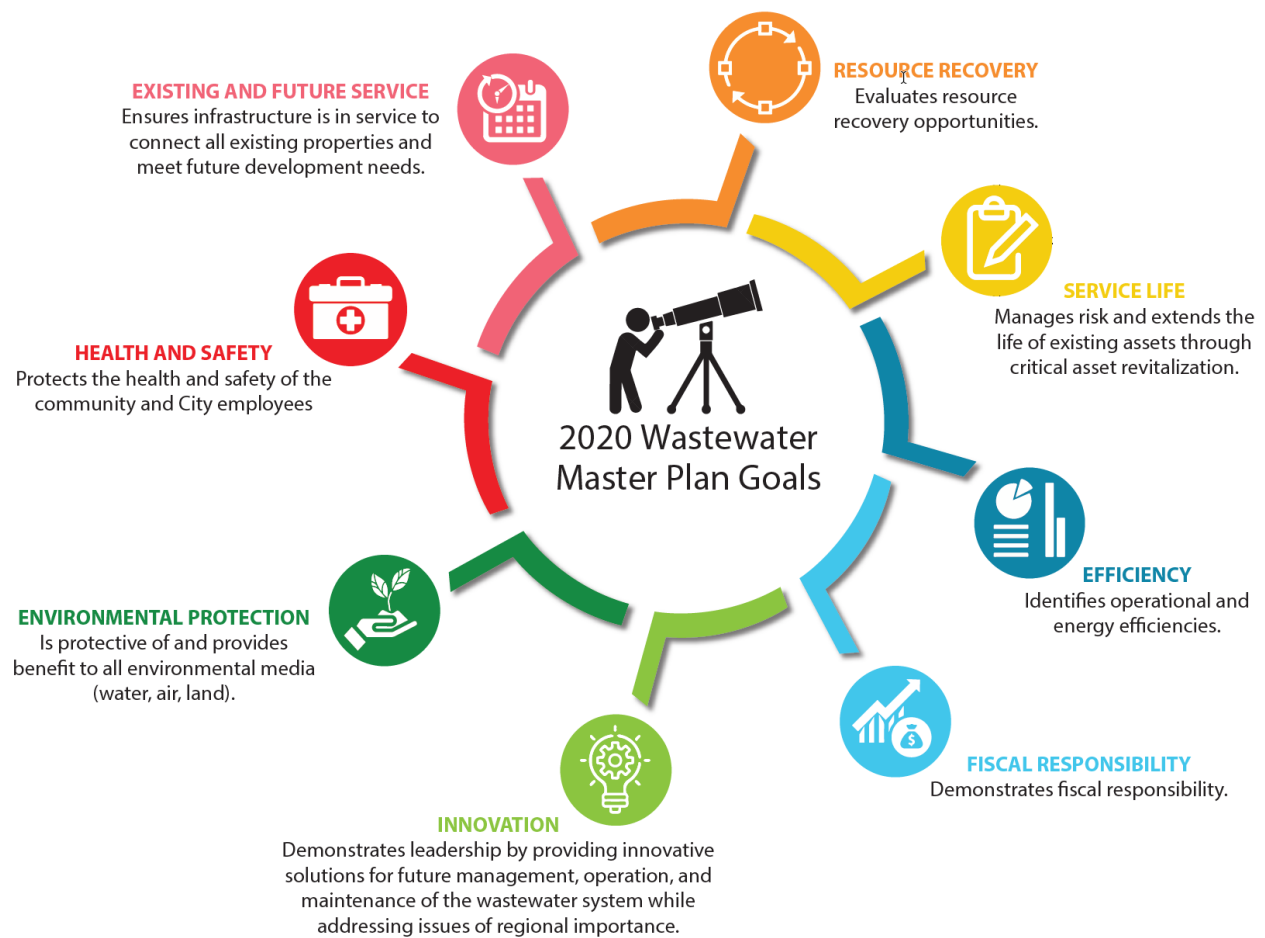 RESOURCE RECOVERY
Evaluates resource
recovery opportunities.
EXISTING AND FUTURE SERVICE
Ensures infrastructure is in service to
connect all existing properties and
meet future development needs.
SERVICE LIFE
Manages risk and extends the
life of existing assets through
critical asset revitalization.
HEALTH AND SAFETY
Protects the health and safety of the
community and City employees
2020 Wastewater
Master Plan Goals
EFFICIENCY
Identifies operational and
energy efficiencies.
ENVIRONMENTAL PROTECTION
Is protective of and provides
benefit to all environmental media
(water, air, land).
$
FISCAL RESPONSIBILITY
Demonstrates fiscal responsibility.
INNOVATION
Demonstrates leadership by providing innovative
solutions for future management, operation, and
maintenance of the wastewater system while
addressing issues of regional importance.